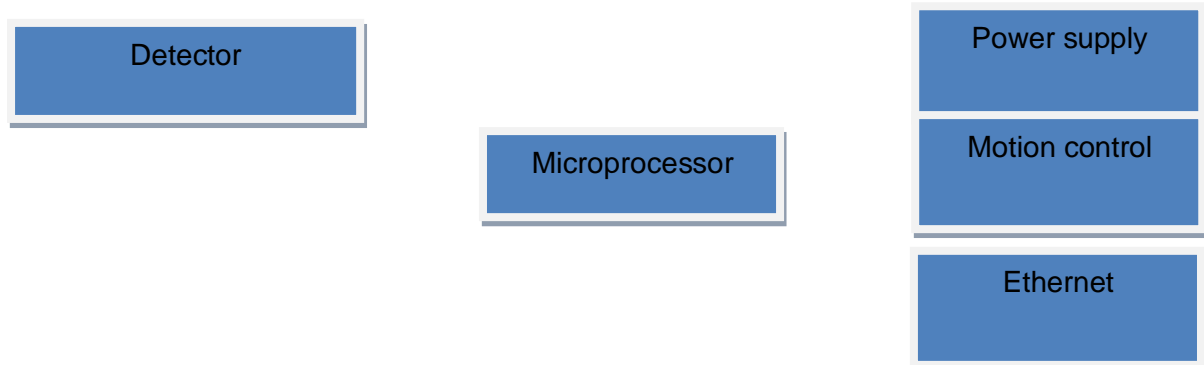 Detector
Microprocessor
Power supply
Motion control
Ethernet